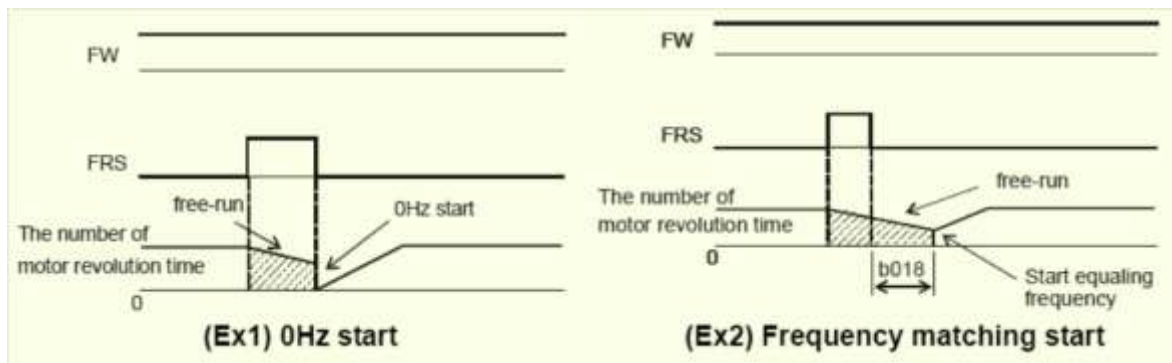 FW
FRS
free-run
0Hz start
The number of
motor revolution time
0
(Ex1) 0Hz start
FW
FRS
free-run
The number of
motor revolution time
0
b018
Start equaling
frequency
(Ex2) Frequency matching start